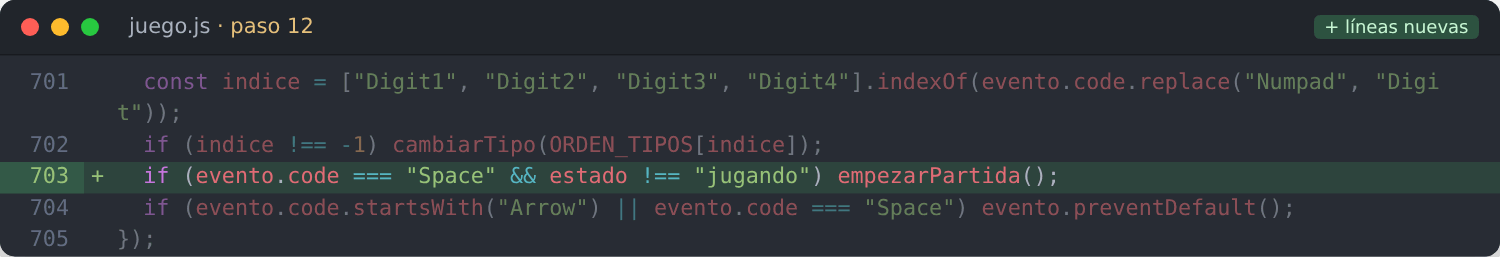 juego.js · paso 12
+ líneas nuevas
701 const indice = ["Digit1", "Digit2", "Digit3", "Digit4"].indexOf(evento.code.replace("Numpad", "Digi
t"));
702 if (indice !== -1) cambiarTipo(ORDEN_TIPOS[indice]);
703 + if (evento.code === "Space" && estado !== "jugando") empezarPartida();
704 if (evento.code.startsWith("Arrow") || evento.code === "Space") evento.preventDefault();
705 });